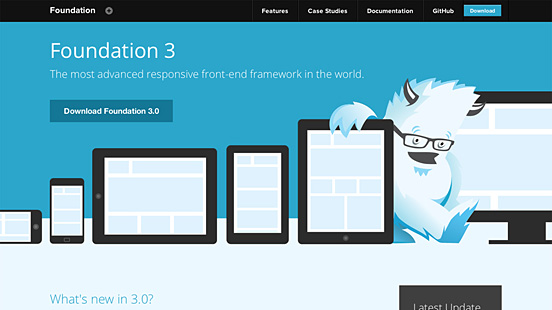 Foundation
Features
Case Studies
Documentation
GitHub
Download
Foundation 3
The most advanced responsive front-end framework in the world.
Download Foundation 3.0
What's new in 3.0?
Latest Update